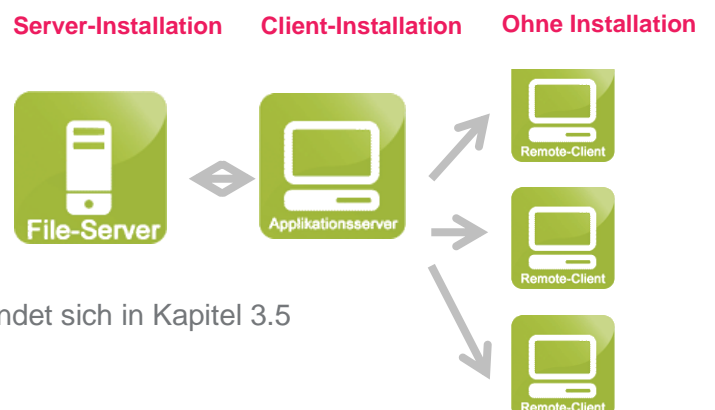 Server-Installation Client-Installation Ohne Installation
Remote-Client
File-Server
Applikationsserver
Remote-Client
sich in Kapitel 3.5
Remote-Client